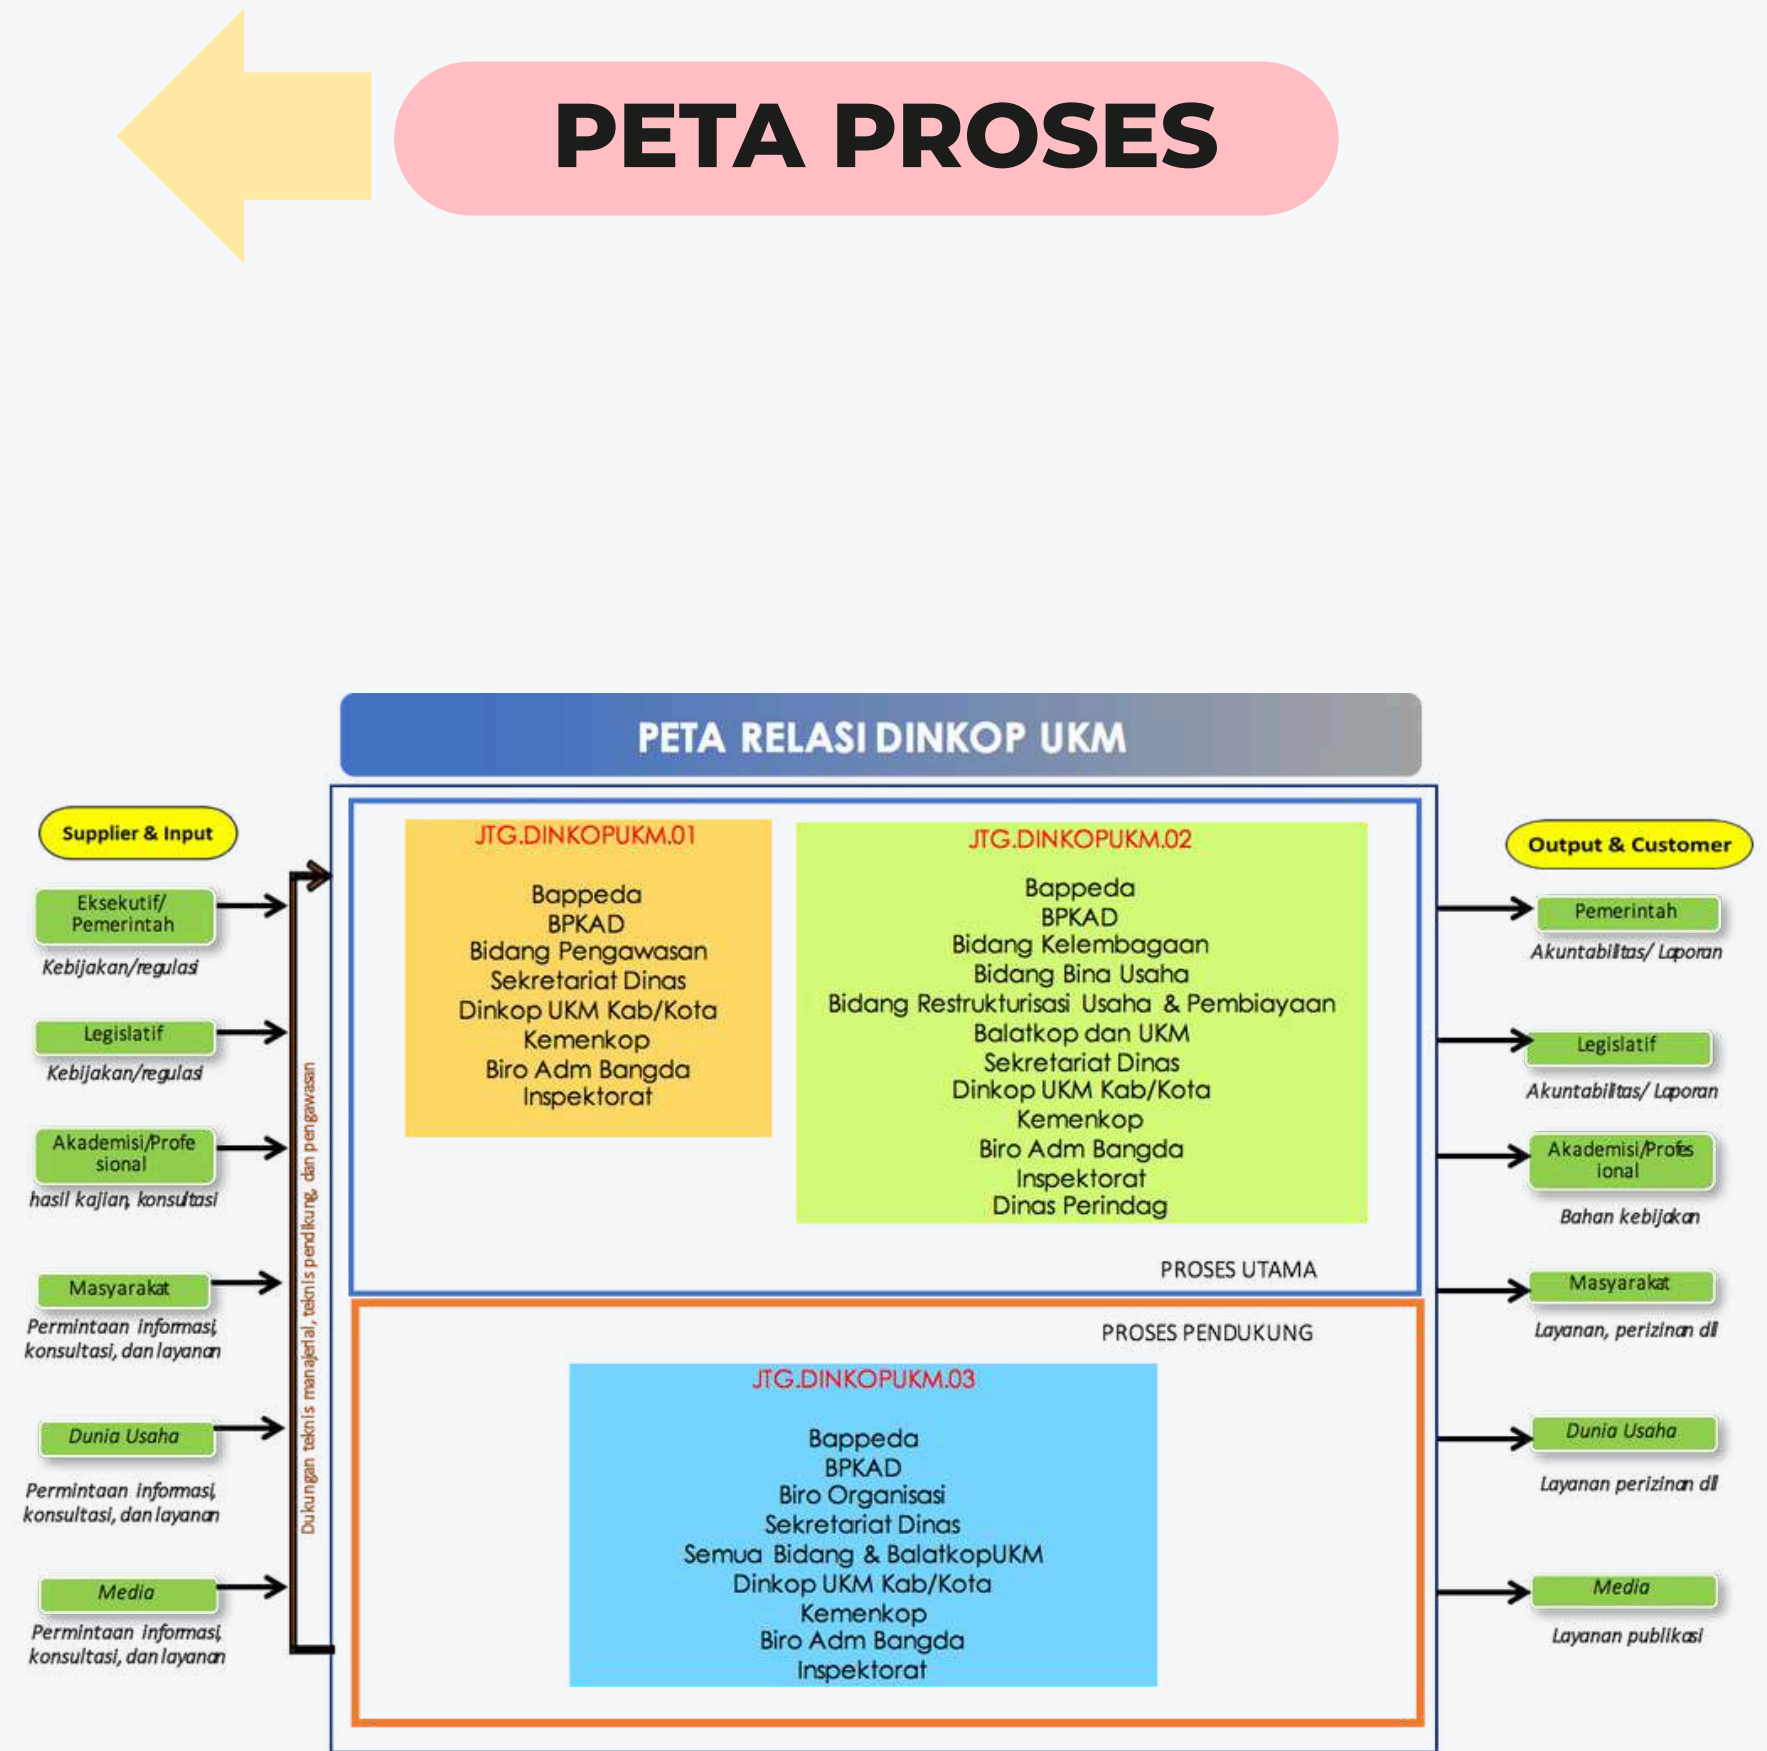 PETA PROSES
PETA RELASI DINKOP UKM
Supplier & Input
Eksekutif/
Pemerintah
Kebijakan/regulasi
Legislatif
Kebijakan/regulasi
Akademisi/Profe
sional
hasil kajian, konsultasi
Masyarakat
Permintaan informasi,
konsultasi, dan layanan
Dunia Usaha
Permintaan informasi,
konsultasi, dan layanan
Media
Permintaan informasi,
konsultasi, dan layanan
Dukungan teknis manajerial, teknis pendikung, dan pengawasan
JTG.DINKOPUKM.01
Bappeda
BPKAD
Bidang Pengawasan
Sekretariat Dinas
Dinkop UKM Kab/Kota
Kemenkop
Biro Adm Bangda
Inspektorat
JTG.DINKOPUKM.02
Bappeda
BPKAD
Bidang Kelembagaan
Bidang Bina Usaha
Bidang Restrukturisasi Usaha & Pembiayaan
Balatkop dan UKM
Sekretariat Dinas
Dinkop UKM Kab/Kota
Kemenkop
Biro Adm Bangda
Inspektorat
Dinas Perindag
PROSES UTAMA
PROSES PENDUKUNG
JTG.DINKOPUKM.03
Bappeda
BPKAD
Biro Organisasi
Sekretariat Dinas
Semua Bidang & BalatkopUKM
Dinkop UKM Kab/Kota
Kemenkop
Biro Adm Bangda
Inspektorat
Output & Customer
Pemerintah
Akuntabilitas/ Laporan
Legislatif
Akuntabilitas/ Laporan
Akademisi/Profes
ional
Bahan kebijakan
Masyarakat
Layanan, perizinan dll
Dunia Usaha
Layanan perizinan dll
Media
Layanan publikasi